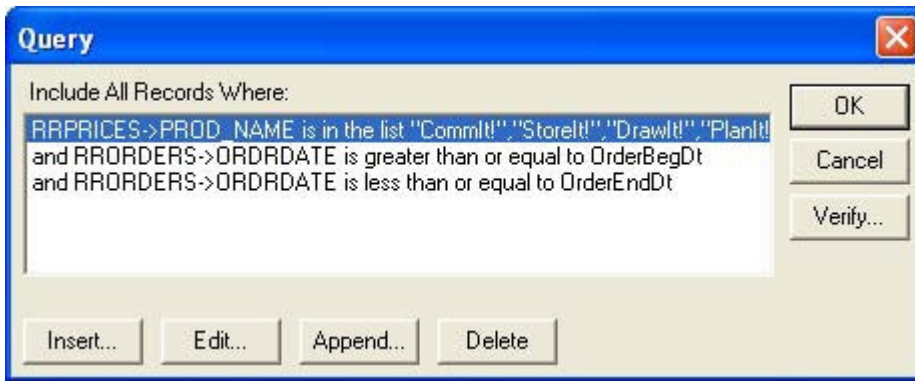 Query
Include All Records Where:
RRPRICES->PROD_NAME is in the list "CommIt!","StoreIt!","DrawIt!","PlanIt!
and RRORDERS->ORDRDATE is greater than or equal to OrderBegDt
and RRORDERS->ORDRDATE is less than or equal to OrderEndDt
OK
Cancel
Verify...
Insert...
Edit...
Append...
Delete